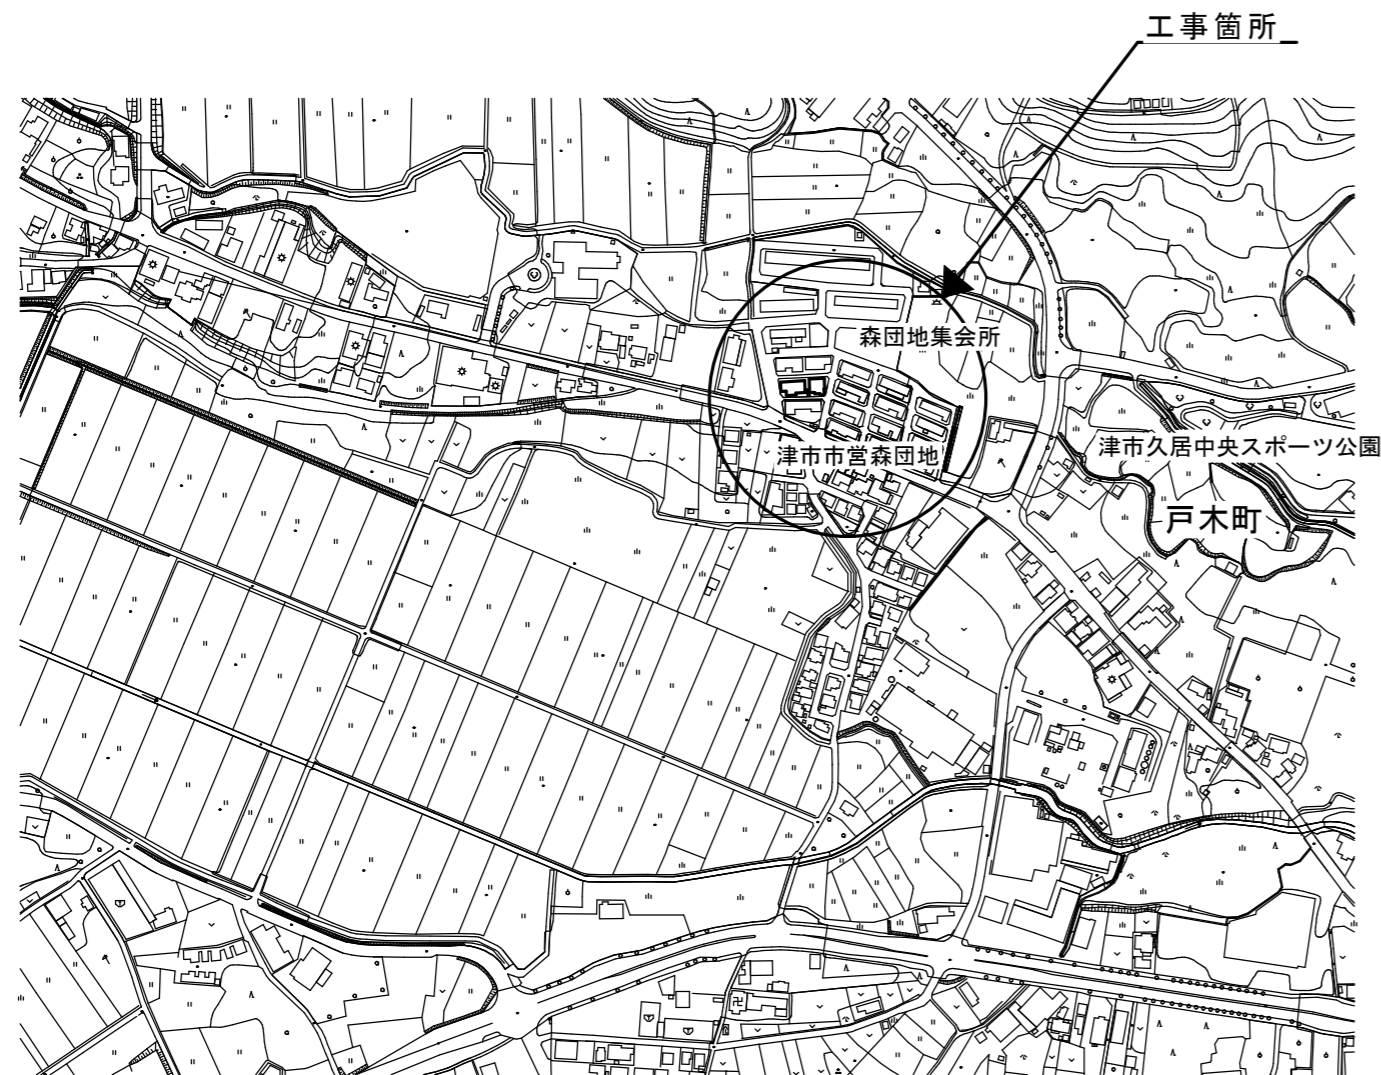 工事箇所
森団地集会所
津市市営森団地
津市久居中央スポーツ公園
戸木町